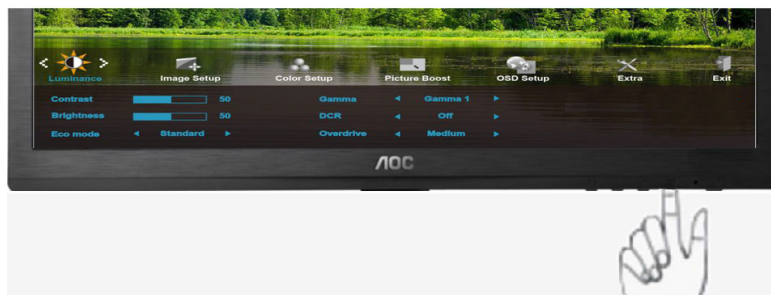 Luminance Image Setup Color Setup Picture Boost OSD Setup Extra Exit
Contrast 50 Gamma Gamma 1
Brightness 50 DCR Off
Eco mode Standard Overdrive Medium
AOC